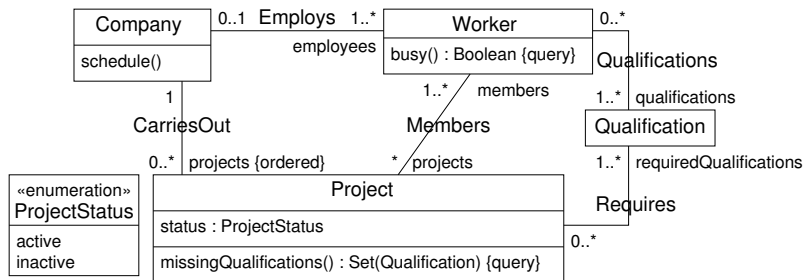 Company
schedule()
0..1
Employs
1..*
employees
Worker
busy() : Boolean {query}
0..*
Qualifications
1..*
qualifications
Qualification
1
CarriesOut
0..*
projects {ordered}
1..*
members
Members
*
projects
1..*
requiredQualifications
Requires
0..*
«enumeration»
ProjectStatus
active
inactive
Project
status : ProjectStatus
missingQualifications() : Set(Qualification) {query}